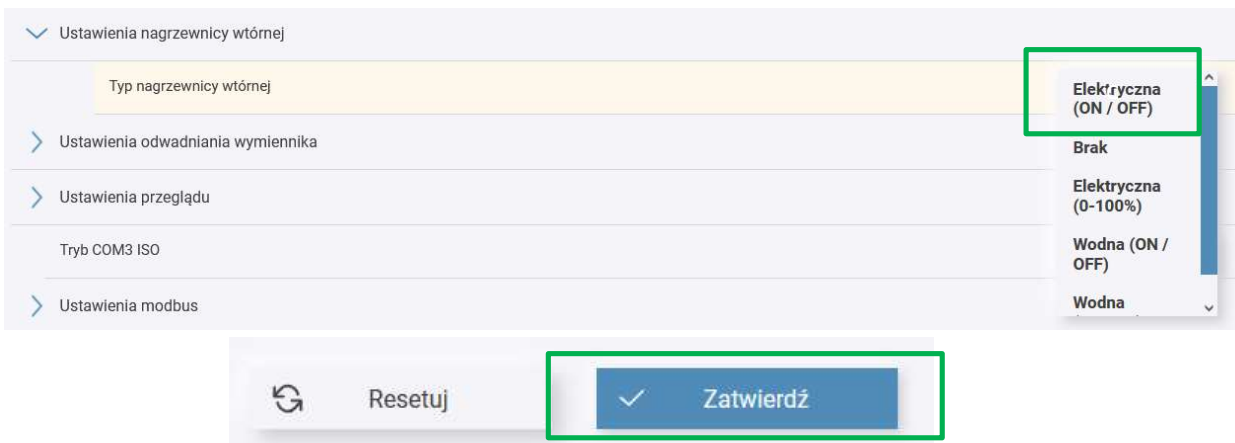 Ustawienia nagrzewnicy wtórnej
Typ nagrzewnicy wtórnej
Elektryczna
(ON / OFF)
Ustawienia odwadniania wymiennika
Brak
Ustawienia przeglądu
Elektryczna
(0-100%)
Tryb COM3 ISO
Wodna (ON /
OFF)
Ustawienia modbus
Wodna
Resetuj
Zatwierdź